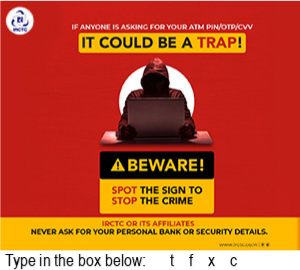 IRCTC
IF ANYONE IS ASKING FOR YOUR ATM PIN/OTP/CVV
IT COULD BE A TRAP!
BEWARE!
SPOT THE SIGN TO
STOP THE CRIME
IRCTC OR ITS AFFILIATES
NEVER ASK FOR YOUR PERSONAL BANK OR SECURITY DETAILS.
Type in the box below: t f x c